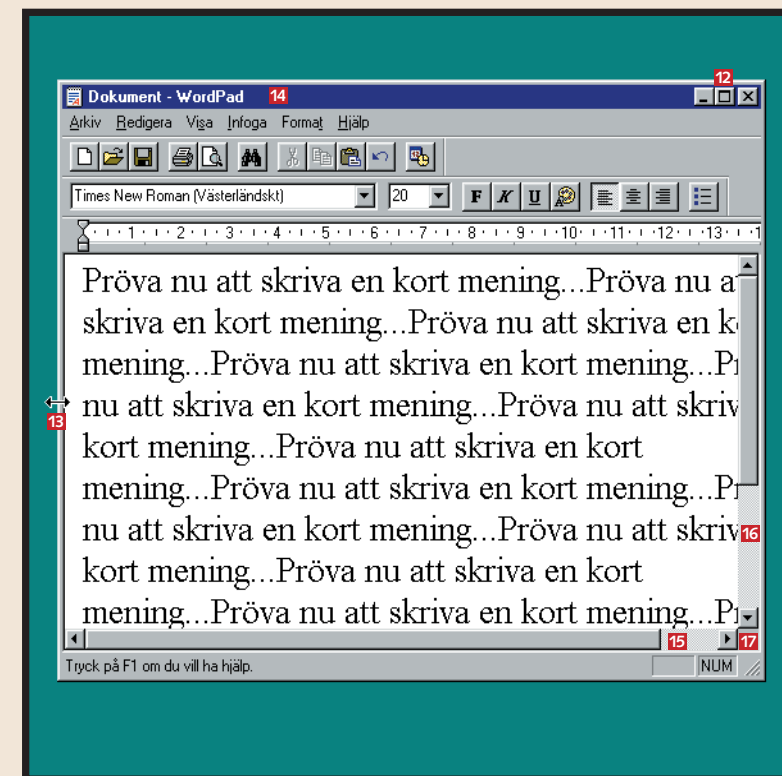 12
Dokument - WordPad 14
Arkiv Redigera Visa Infoga Format Hjälp
Times New Roman (Västerländskt) 20 F K U
1 2 3 4 5 6 7 8 9 10 11 12 13 1
Pröva nu att skriva en kort mening...Pröva nu a
skriva en kort mening...Pröva nu att skriva en k
mening...Pröva nu att skriva en kort mening...Pr
nu att skriva en kort mening...Pröva nu att skriv
13
kort mening...Pröva nu att skriva en kort
mening...Pröva nu att skriva en kort mening...Pr
nu att skriva en kort mening...Pröva nu att skriv 16
kort mening...Pröva nu att skriva en kort
mening...Pröva nu att skriva en kort mening...Pr
15 17
Tryck på F1 om du vill ha hjälp. NUM